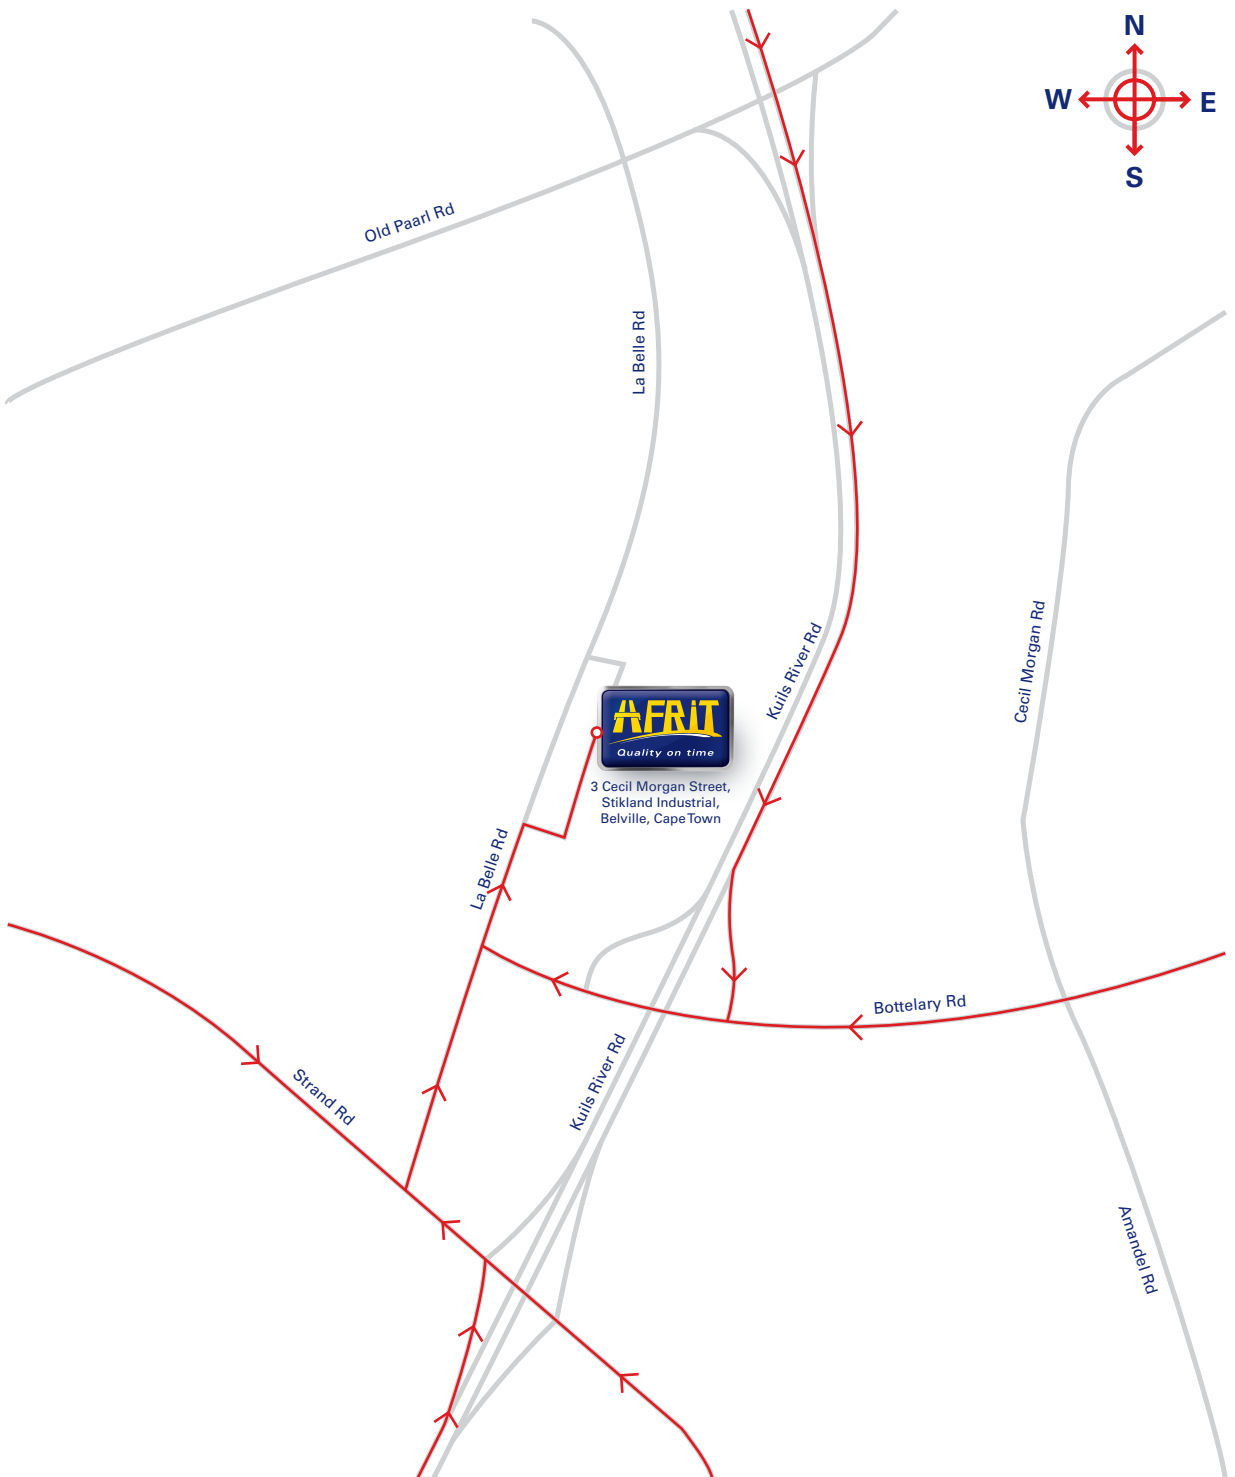 N
W
E
S
Old Paarl Rd
La Belle Rd
Kuils River Rd
Cecil Morgan Rd
AFRiT
Quality on time
3 Cecil Morgan Street,
Stikland Industrial,
Belville, Cape Town
La Belle Rd
Bottelary Rd
Kuils River Rd
Strand Rd
Amandel Rd